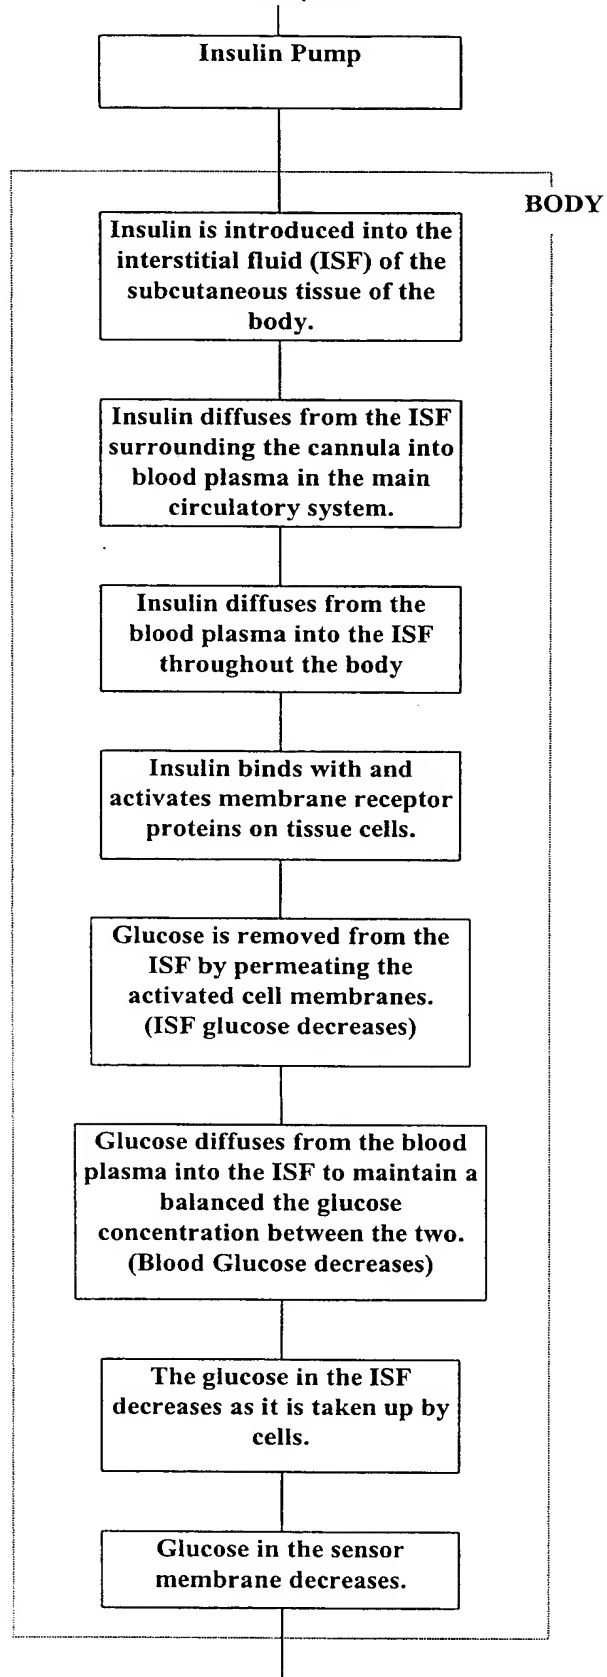 Insulin Pump
BODY
Insulin is introduced into the
interstitial fluid (ISF) of the
subcutaneous tissue of the
body.
Insulin diffuses from the ISF
surrounding the cannula into
blood plasma in the main
circulatory system.
Insulin diffuses from the
blood plasma into the ISF
throughout the body
Insulin binds with and
activates membrane receptor
proteins on tissue cells.
Glucose is removed from the
ISF by permeating the
activated cell membranes.
(ISF glucose decreases)
Glucose diffuses from the blood
plasma into the ISF to maintain a
balanced the glucose
concentration between the two.
(Blood Glucose decreases)
The glucose in the ISF
decreases as it is taken up by
cells.
Glucose in the sensor
membrane decreases.